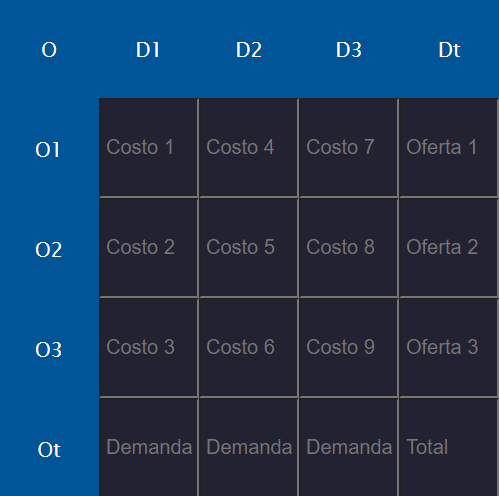 O D1 D2 D3 Dt
O1 Costo 1 Costo 4 Costo 7 Oferta 1
O2 Costo 2 Costo 5 Costo 8 Oferta 2
O3 Costo 3 Costo 6 Costo 9 Oferta 3
Ot Demanda Demanda Demanda Total